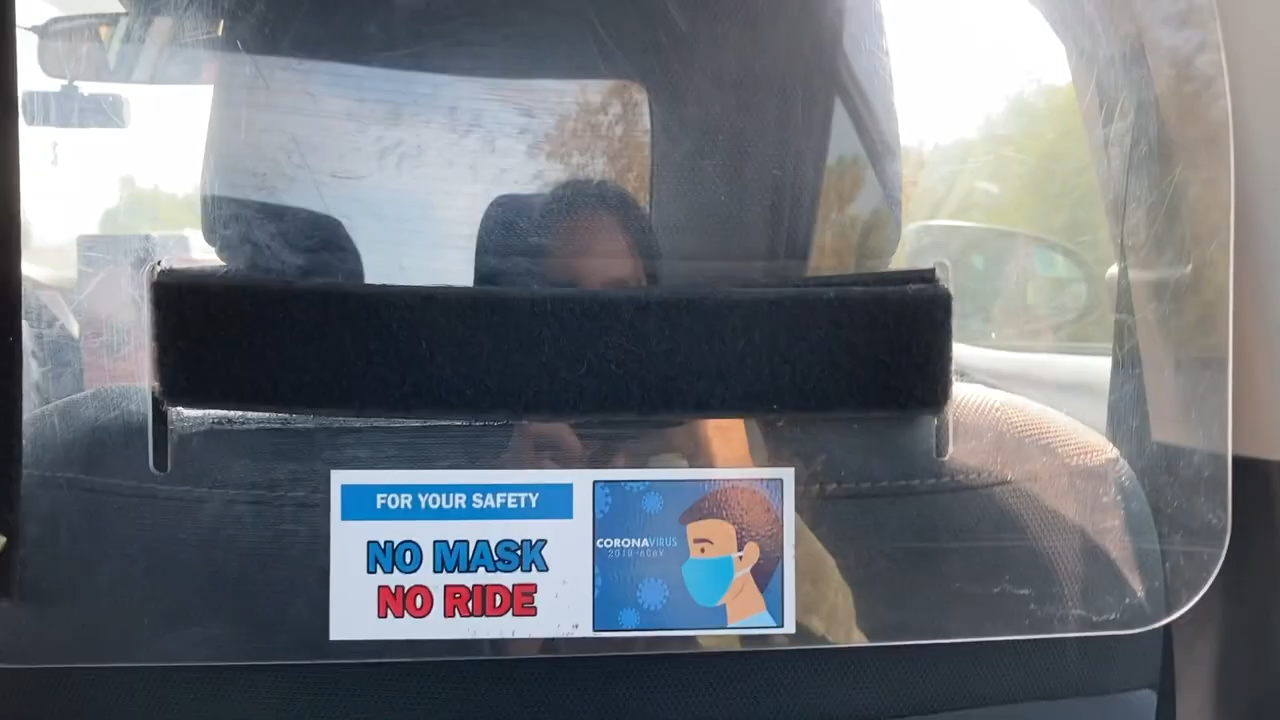 FOR YOUR SAFETY
NO MASK
NO RIDE
CORONAVIRUS
2019-nCoV